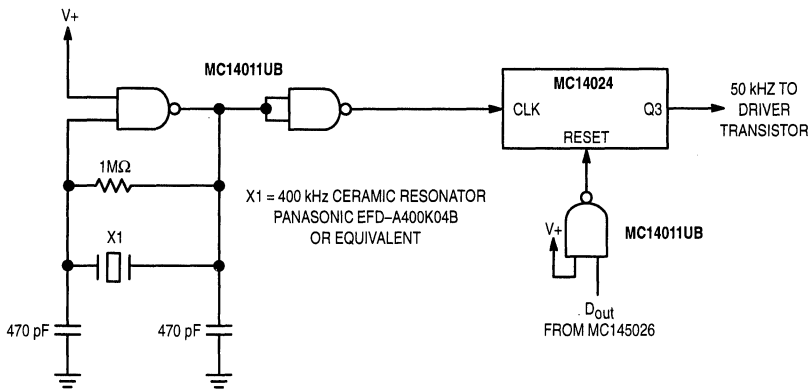 V+
MC14011UB
MC14024
CLK
Q3
RESET
50 kHZ TO
DRIVER
TRANSISTOR
1MΩ
X1 = 400 kHz CERAMIC RESONATOR
PANASONIC EFD–A400K04B
OR EQUIVALENT
X1
V+
MC14011UB
470 pF
470 pF
Dout
FROM MC145026